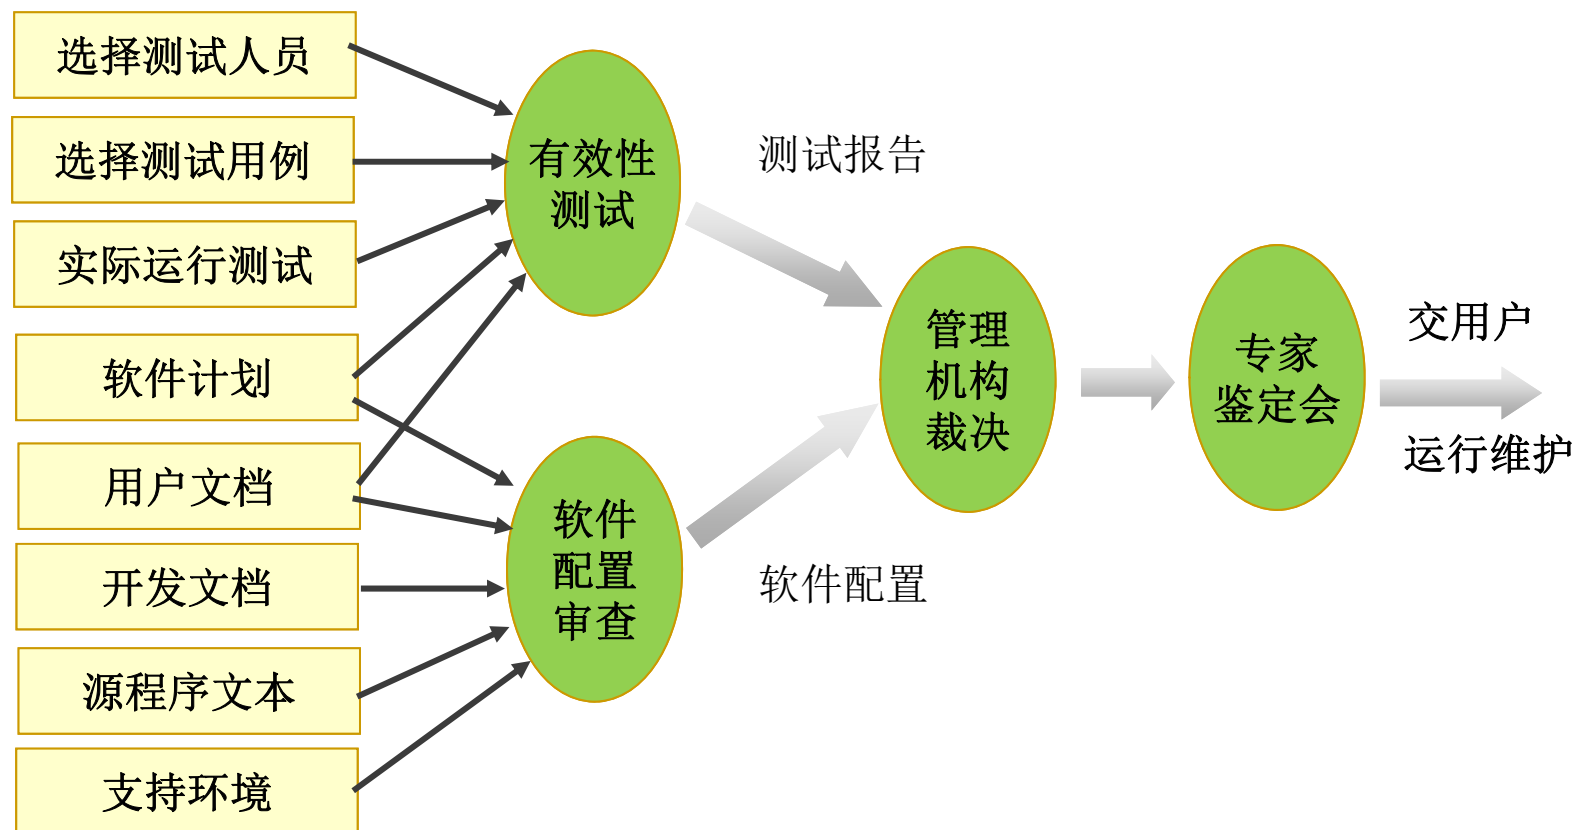 选择测试人员
选择测试用例
实际运行测试
软件计划
用户文档
开发文档
源程序文本
支持环境
有效性
测试
软件
配置
审查
测试报告
软件配置
管理
机构
裁决
专家
鉴定会
交用户
运行维护